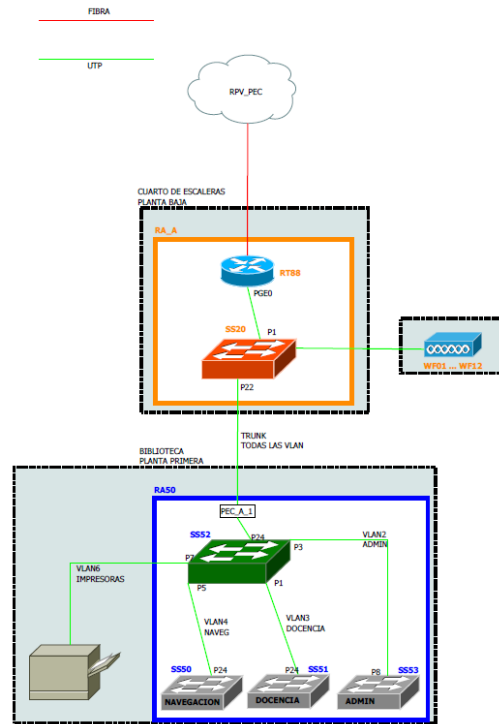 FIBRA
UTP
RPV_PEC
CUARTO DE ESCALERAS
PLANTA BAJA
RA_A
RT88
PGE0
SS20
P1
WF01 ... WF12
P22
TRUNK
TODAS LAS VLAN
BIBLIOTECA
PLANTA PRIMERA
RA50
PEC_A_1
SS52
P24
P3
VLAN2
ADMIN
P7
VLAN6
IMPRESORAS
P5
P1
VLAN4
NAVEG
VLAN3
DOCENCIA
SS50
P24
P24
SS51
P8
SS53
NAVEGACION
DOCENCIA
ADMIN